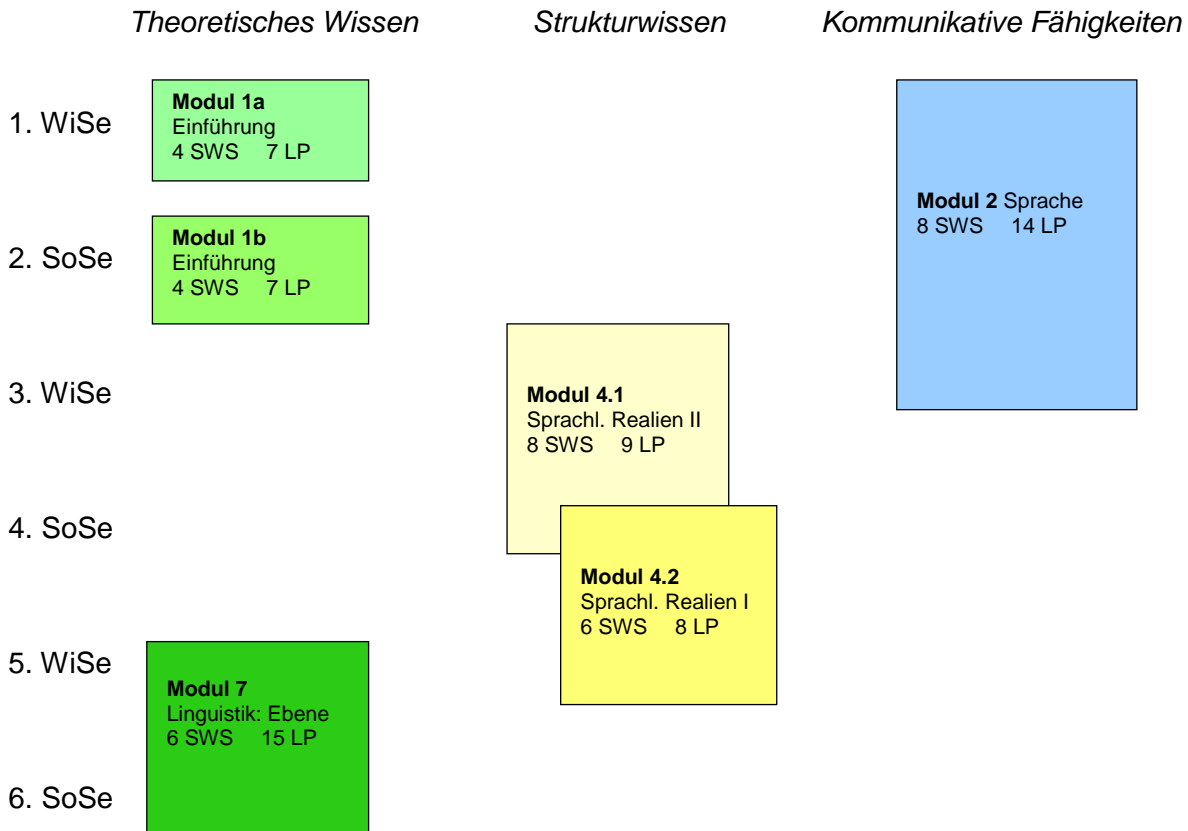 Theoretisches Wissen Strukturwissen Kommunikative Fähigkeiten
1. WiSe
Modul 1a
Einführung
4 SWS 7 LP
Modul 2 Sprache
8 SWS 14 LP
2. SoSe
Modul 1b
Einführung
4 SWS 7 LP
3. WiSe
Modul 4.1
Sprachl. Realien II
8 SWS 9 LP
4. SoSe
Modul 4.2
Sprachl. Realien I
6 SWS 8 LP
5. WiSe
Modul 7
Linguistik: Ebene
6 SWS 15 LP
6. SoSe